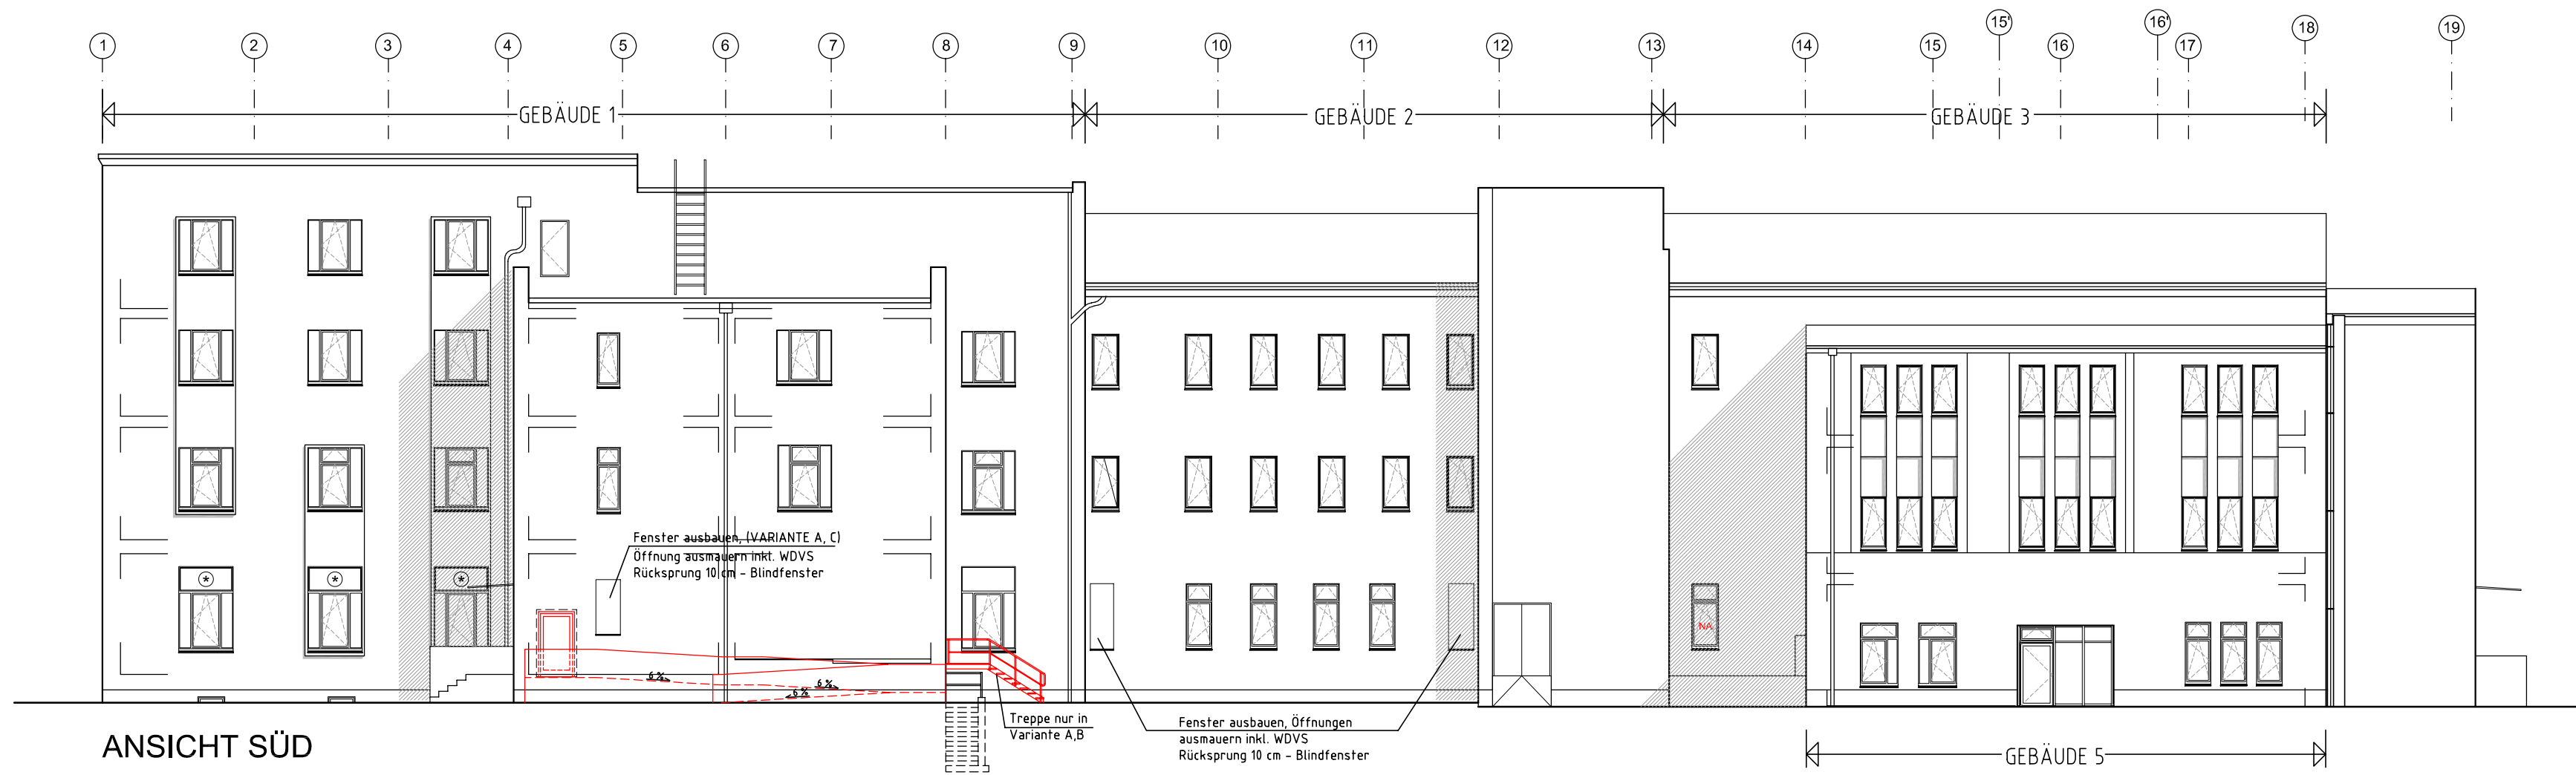 1 2 3 4 5 6 7 8 9 10 11 12 13 14 15 15' 16 16' 17 18 19
GEBÄUDE 1 GEBÄUDE 2 GEBÄUDE 3
Fenster ausbauen, (VARIANTE A, C)
Öffnung ausmauern inkl. WDVS
Rücksprung 10 cm - Blindfenster
* * *
NA
6 % 6 % 6 %
Treppe nur in
Variante A,B
Fenster ausbauen, Öffnungen
ausmauern inkl. WDVS
Rücksprung 10 cm - Blindfenster
ANSICHT SÜD
GEBÄUDE 5